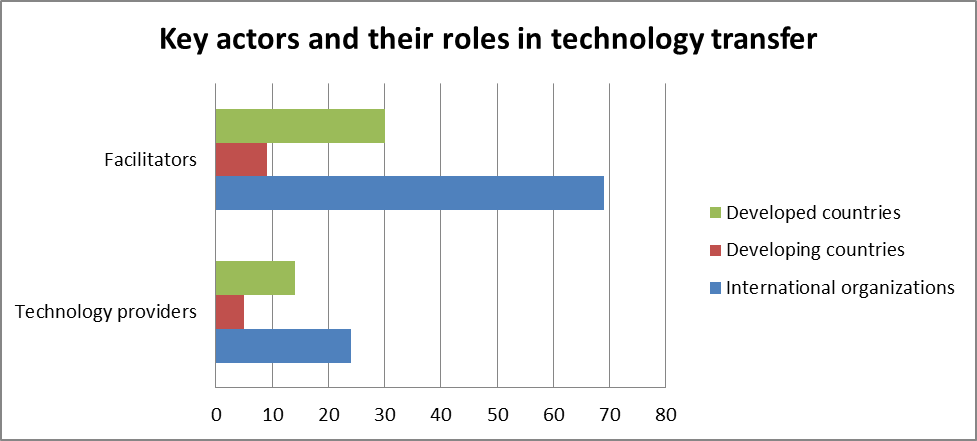 Key actors and their roles in technology transfer
Facilitators
Technology providers
0 10 20 30 40 50 60 70 80
Developed countries
Developing countries
International organizations